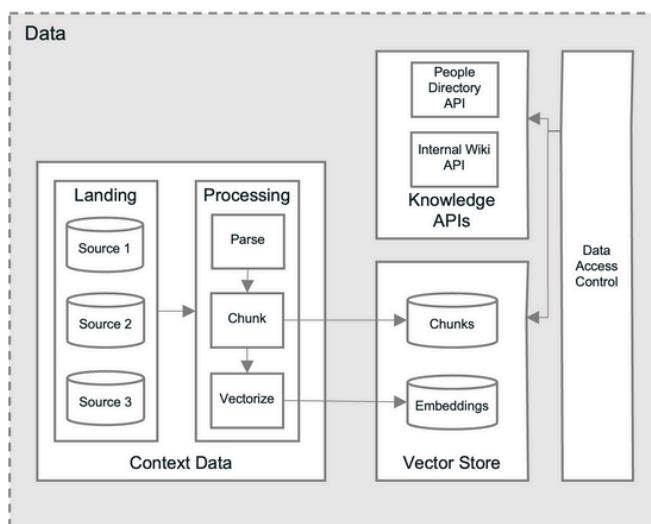 Data
Landing
Source 1
Source 2
Source 3
Processing
Parse
Chunk
Vectorize
Context Data
People
Directory
API
Internal Wiki
API
Knowledge
APIs
Chunks
Embeddings
Vector Store
Data
Access
Control